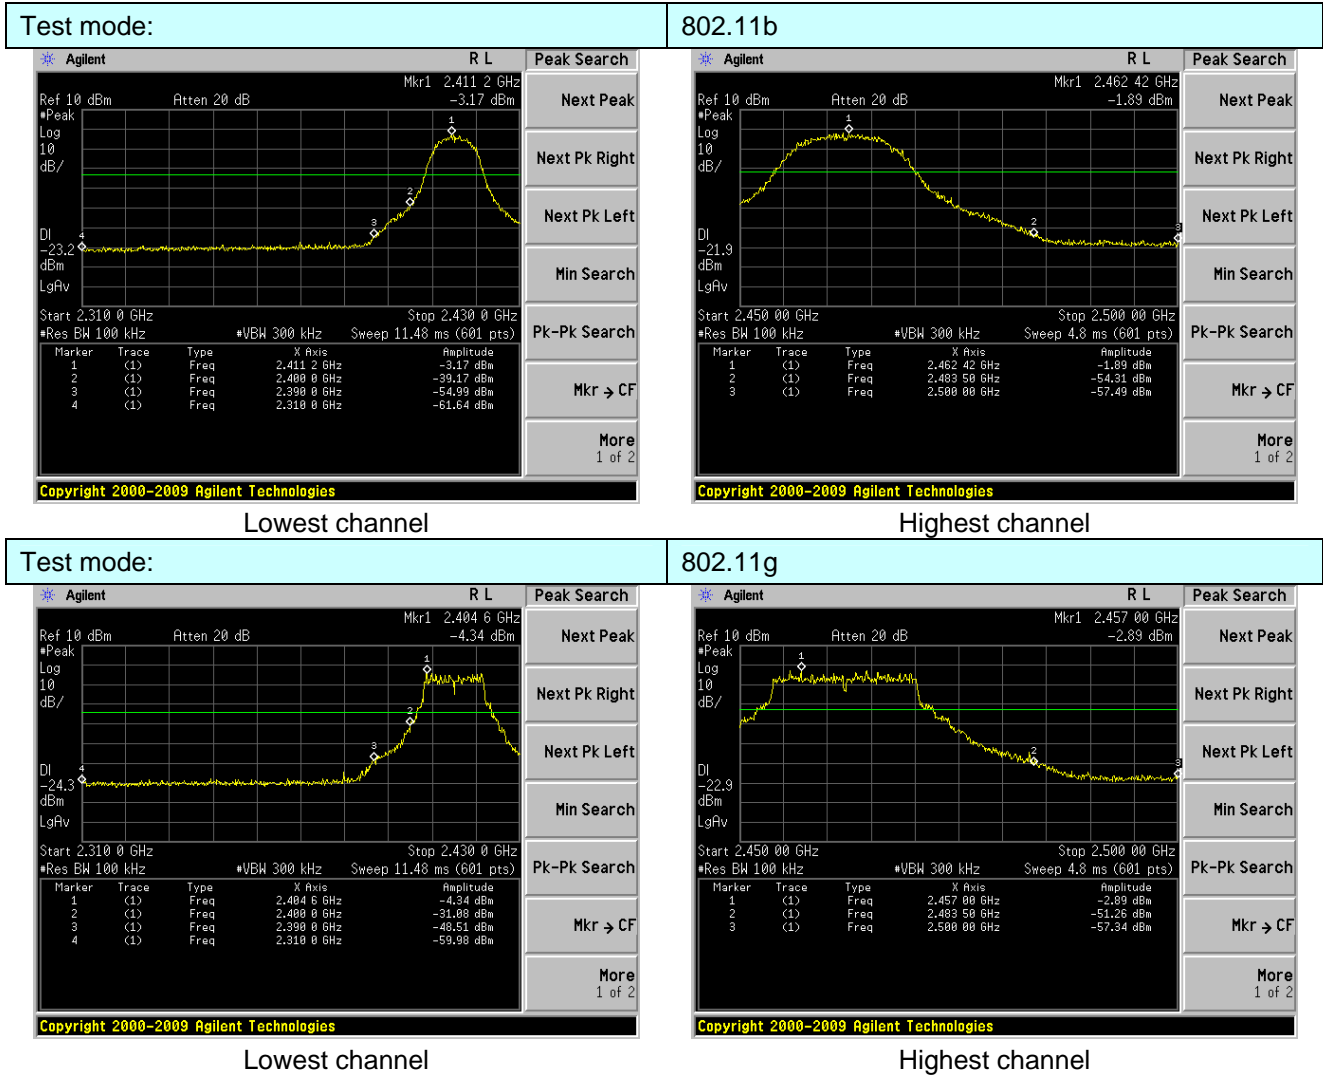 Test mode: 802.11b
Agilent R L Peak Search
Mkr1 2.411 2 GHz
Ref 10 dBm Atten 20 dB -3.17 dBm
#Peak
Log
10
dB/
1
2
3
4
DI
-23.2
dBm
LgAv
Start 2.310 0 GHz Stop 2.430 0 GHz
#Res BW 100 kHz #VBW 300 kHz Sweep 11.48 ms (601 pts)
Marker Trace Type X Axis Amplitude
1 (1) Freq 2.411 2 GHz -3.17 dBm
2 (1) Freq 2.400 0 GHz -39.17 dBm
3 (1) Freq 2.390 0 GHz -54.99 dBm
4 (1) Freq 2.310 0 GHz -61.64 dBm
Next Peak
Next Pk Right
Next Pk Left
Min Search
Pk-Pk Search
Mkr → CF
More
1 of 2
Copyright 2000-2009 Agilent Technologies
Lowest channel
Agilent R L Peak Search
Mkr1 2.462 42 GHz
Ref 10 dBm Atten 20 dB -1.89 dBm
#Peak
Log
10
dB/
1
2
3
DI
-21.9
dBm
LgAv
Start 2.450 00 GHz Stop 2.500 00 GHz
#Res BW 100 kHz #VBW 300 kHz Sweep 4.8 ms (601 pts)
Marker Trace Type X Axis Amplitude
1 (1) Freq 2.462 42 GHz -1.89 dBm
2 (1) Freq 2.483 50 GHz -54.31 dBm
3 (1) Freq 2.500 00 GHz -57.49 dBm
Next Peak
Next Pk Right
Next Pk Left
Min Search
Pk-Pk Search
Mkr → CF
More
1 of 2
Copyright 2000-2009 Agilent Technologies
Highest channel
Test mode: 802.11g
Agilent R L Peak Search
Mkr1 2.404 6 GHz
Ref 10 dBm Atten 20 dB -4.34 dBm
#Peak
Log
10
dB/
1
2
3
4
DI
-24.3
dBm
LgAv
Start 2.310 0 GHz Stop 2.430 0 GHz
#Res BW 100 kHz #VBW 300 kHz Sweep 11.48 ms (601 pts)
Marker Trace Type X Axis Amplitude
1 (1) Freq 2.404 6 GHz -4.34 dBm
2 (1) Freq 2.400 0 GHz -31.08 dBm
3 (1) Freq 2.390 0 GHz -48.51 dBm
4 (1) Freq 2.310 0 GHz -59.98 dBm
Next Peak
Next Pk Right
Next Pk Left
Min Search
Pk-Pk Search
Mkr → CF
More
1 of 2
Copyright 2000-2009 Agilent Technologies
Lowest channel
Agilent R L Peak Search
Mkr1 2.457 00 GHz
Ref 10 dBm Atten 20 dB -2.89 dBm
#Peak
Log
10
dB/
1
2
3
DI
-22.9
dBm
LgAv
Start 2.450 00 GHz Stop 2.500 00 GHz
#Res BW 100 kHz #VBW 300 kHz Sweep 4.8 ms (601 pts)
Marker Trace Type X Axis Amplitude
1 (1) Freq 2.457 00 GHz -2.89 dBm
2 (1) Freq 2.483 50 GHz -51.26 dBm
3 (1) Freq 2.500 00 GHz -57.34 dBm
Next Peak
Next Pk Right
Next Pk Left
Min Search
Pk-Pk Search
Mkr → CF
More
1 of 2
Copyright 2000-2009 Agilent Technologies
Highest channel